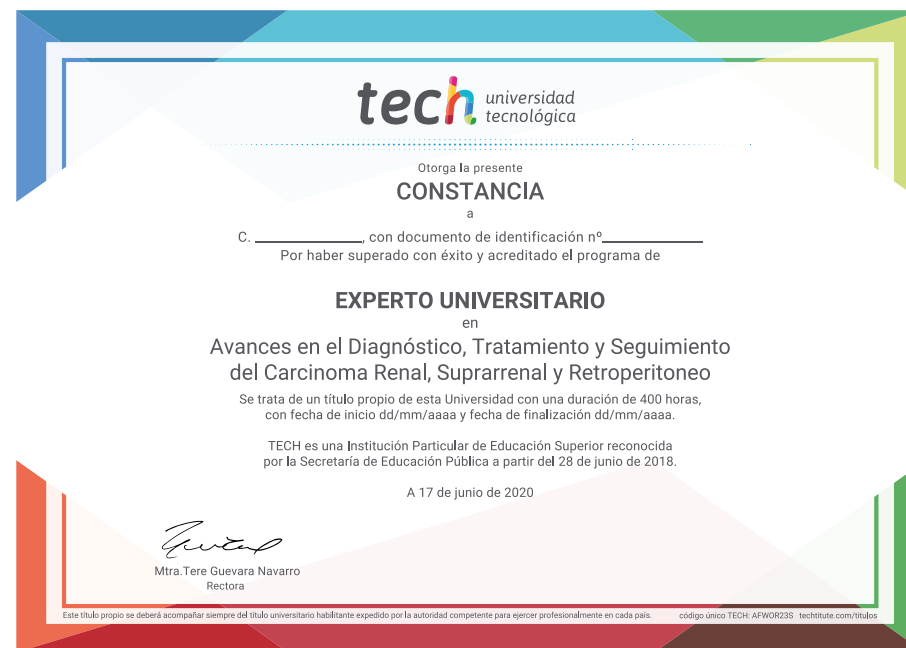 tech universidad
tecnológica
Otorga la presente
CONSTANCIA
a
C. ____________, con documento de identificación nº____________
Por haber superado con éxito y acreditado el programa de
EXPERTO UNIVERSITARIO
en
Avances en el Diagnóstico, Tratamiento y Seguimiento
del Carcinoma Renal, Suprarrenal y Retroperitoneo
Se trata de un título propio de esta Universidad con una duración de 400 horas,
con fecha de inicio dd/mm/aaaa y fecha de finalización dd/mm/aaaa.
TECH es una Institución Particular de Educación Superior reconocida
por la Secretaría de Educación Pública a partir del 28 de junio de 2018.
A 17 de junio de 2020
Mtra.Tere Guevara Navarro
Rectora
Este título propio se deberá acompañar siempre del título universitario habilitante expedido por la autoridad competente para ejercer profesionalmente en cada país. código único TECH: AFWOR23S techtitute.com/titulos